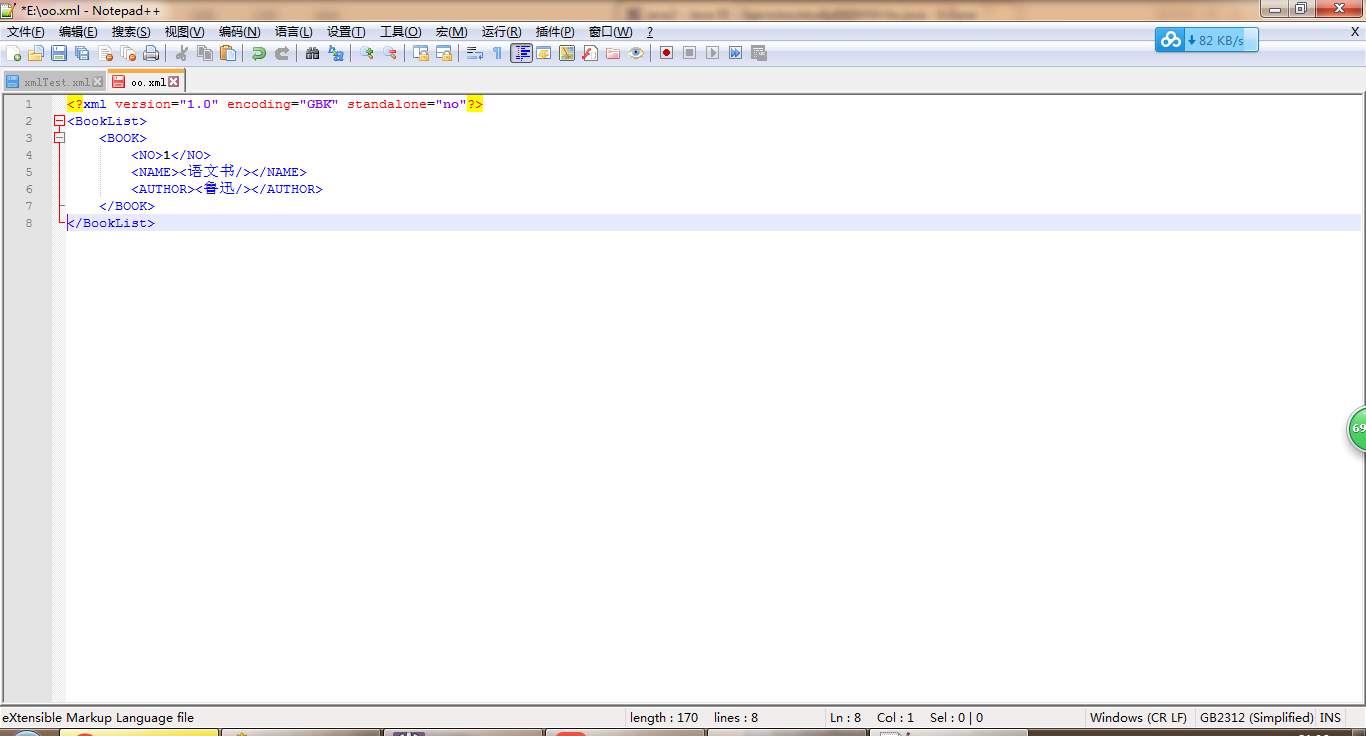 *E:\oo.xml - Notepad++
文件(F) 编辑(E) 搜索(S) 视图(V) 编码(N) 语言(L) 设置(T) 工具(O) 宏(M) 运行(R) 插件(P) 窗口(W) ? X
82 KB/s
xmlTest.xml oo.xml
1 <?xml version="1.0" encoding="GBK" standalone="no"?>
2 <BookList>
3 <BOOK>
4 <NO>1</NO>
5 <NAME><语文书/></NAME>
6 <AUTHOR><鲁迅/></AUTHOR>
7 </BOOK>
8 </BookList>
69
eXtensible Markup Language file length : 170 lines : 8 Ln : 8 Col : 1 Sel : 0 | 0 Windows (CR LF) GB2312 (Simplified) INS